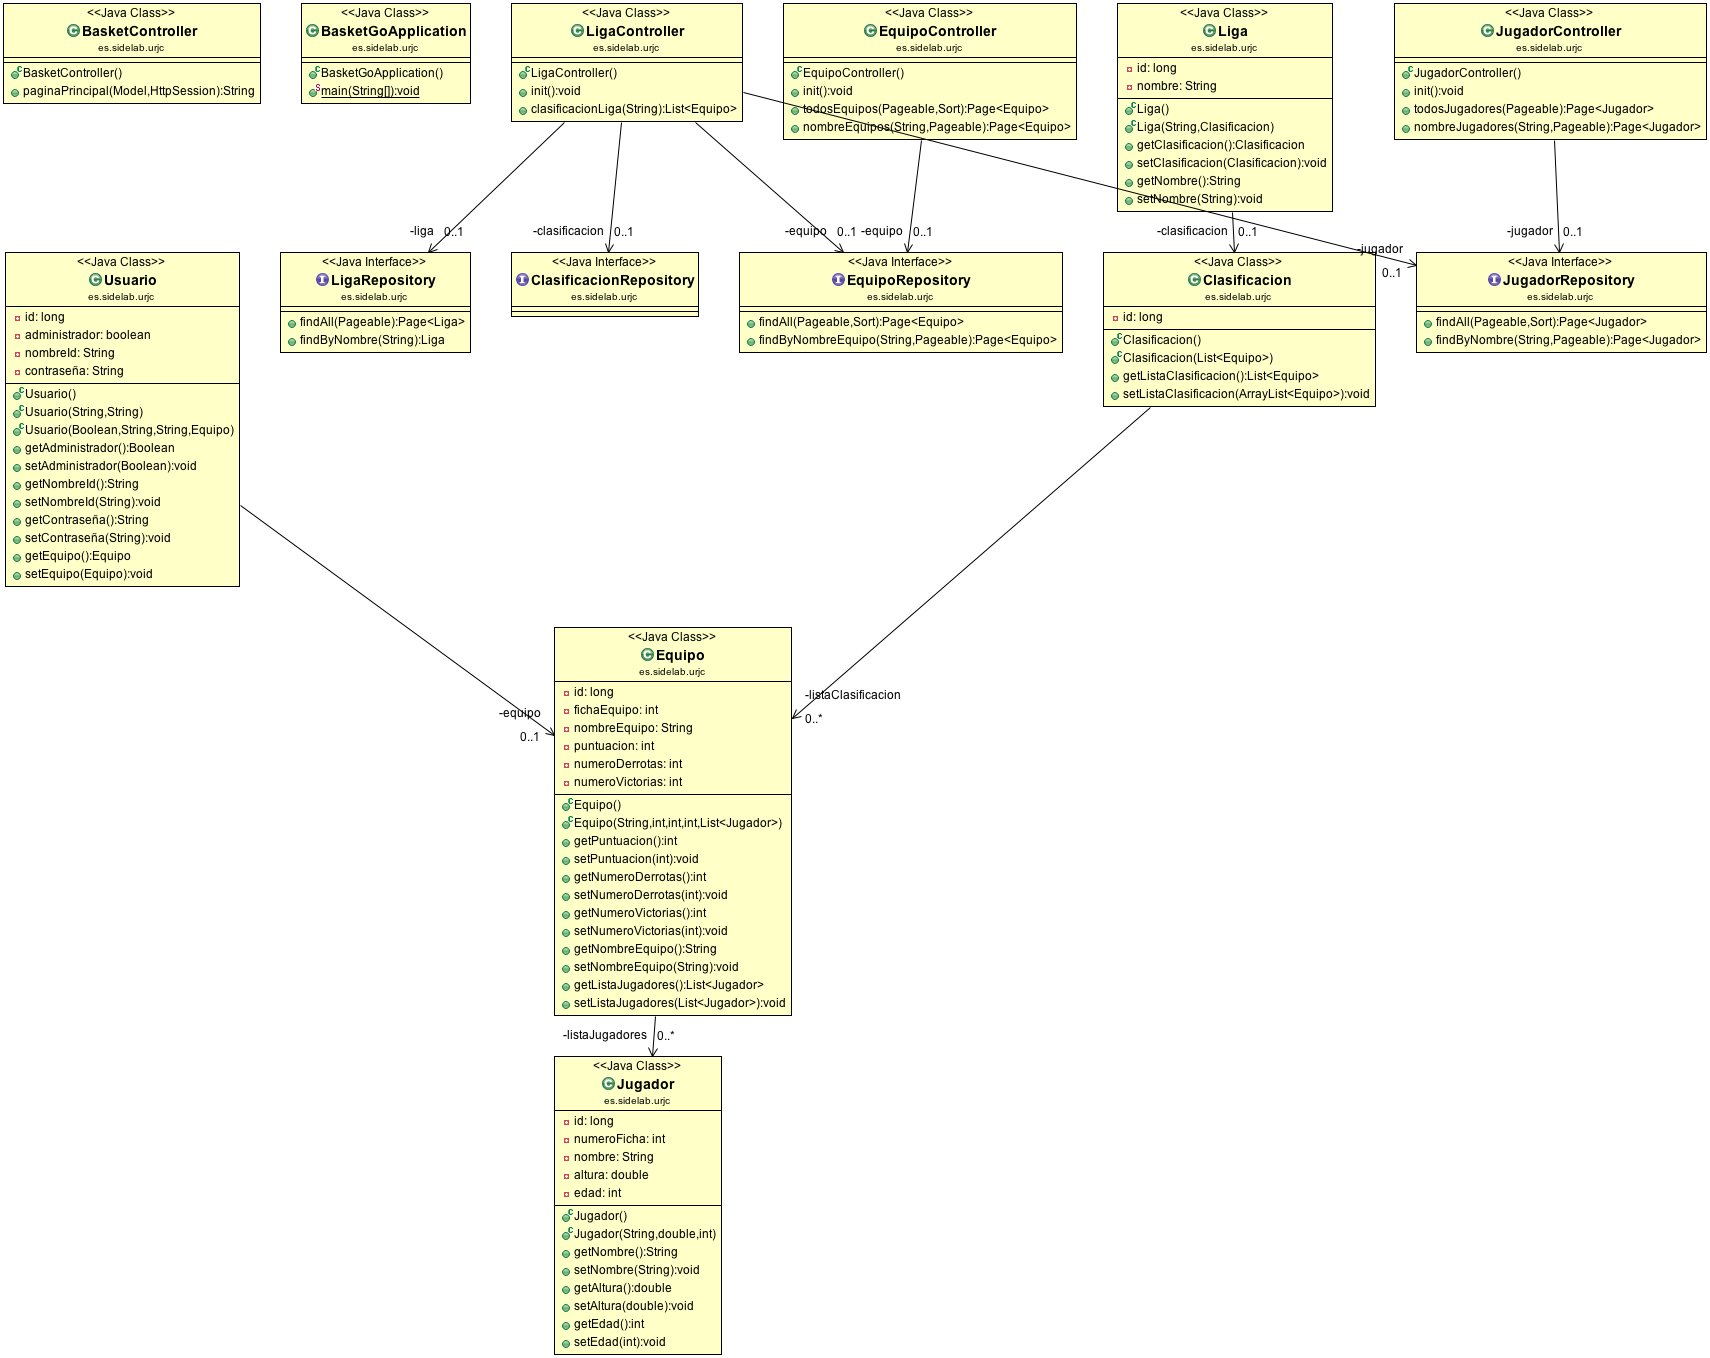 <<Java Class>>
BasketController
es.sidelab.urjc
BasketController()
paginaPrincipal(Model,HttpSession):String
<<Java Class>>
BasketGoApplication
es.sidelab.urjc
BasketGoApplication()
main(String[]):void
<<Java Class>>
LigaController
es.sidelab.urjc
LigaController()
init():void
clasificacionLiga(String):List<Equipo>
<<Java Class>>
EquipoController
es.sidelab.urjc
EquipoController()
init():void
todosEquipos(Pageable,Sort):Page<Equipo>
nombreEquipos(String,Pageable):Page<Equipo>
<<Java Class>>
Liga
es.sidelab.urjc
id: long
nombre: String
Liga()
Liga(String,Clasificacion)
getClasificacion():Clasificacion
setClasificacion(Clasificacion):void
getNombre():String
setNombre(String):void
<<Java Class>>
JugadorController
es.sidelab.urjc
JugadorController()
init():void
todosJugadores(Pageable):Page<Jugador>
nombreJugadores(String,Pageable):Page<Jugador>
-liga 0..1
-clasificacion 0..1
-equipo 0..1
-equipo 0..1
-clasificacion 0..1
-jugador
0..1
-jugador 0..1
<<Java Class>>
Usuario
es.sidelab.urjc
id: long
administrador: boolean
nombreId: String
contraseña: String
Usuario()
Usuario(String,String)
Usuario(Boolean,String,String,Equipo)
getAdministrador():Boolean
setAdministrador(Boolean):void
getNombreId():String
setNombreId(String):void
getContraseña():String
setContraseña(String):void
getEquipo():Equipo
setEquipo(Equipo):void
<<Java Interface>>
LigaRepository
es.sidelab.urjc
findAll(Pageable):Page<Liga>
findByNombre(String):Liga
<<Java Interface>>
ClasificacionRepository
es.sidelab.urjc
<<Java Interface>>
EquipoRepository
es.sidelab.urjc
findAll(Pageable,Sort):Page<Equipo>
findByNombreEquipo(String,Pageable):Page<Equipo>
<<Java Class>>
Clasificacion
es.sidelab.urjc
id: long
Clasificacion()
Clasificacion(List<Equipo>)
getListaClasificacion():List<Equipo>
setListaClasificacion(ArrayList<Equipo>):void
<<Java Interface>>
JugadorRepository
es.sidelab.urjc
findAll(Pageable,Sort):Page<Jugador>
findByNombre(String,Pageable):Page<Jugador>
-equipo
0..1
-listaClasificacion
0..*
<<Java Class>>
Equipo
es.sidelab.urjc
id: long
fichaEquipo: int
nombreEquipo: String
puntuacion: int
numeroDerrotas: int
numeroVictorias: int
Equipo()
Equipo(String,int,int,int,List<Jugador>)
getPuntuacion():int
setPuntuacion(int):void
getNumeroDerrotas():int
setNumeroDerrotas(int):void
getNumeroVictorias():int
setNumeroVictorias(int):void
getNombreEquipo():String
setNombreEquipo(String):void
getListaJugadores():List<Jugador>
setListaJugadores(List<Jugador>):void
-listaJugadores 0..*
<<Java Class>>
Jugador
es.sidelab.urjc
id: long
numeroFicha: int
nombre: String
altura: double
edad: int
Jugador()
Jugador(String,double,int)
getNombre():String
setNombre(String):void
getAltura():double
setAltura(double):void
getEdad():int
setEdad(int):void